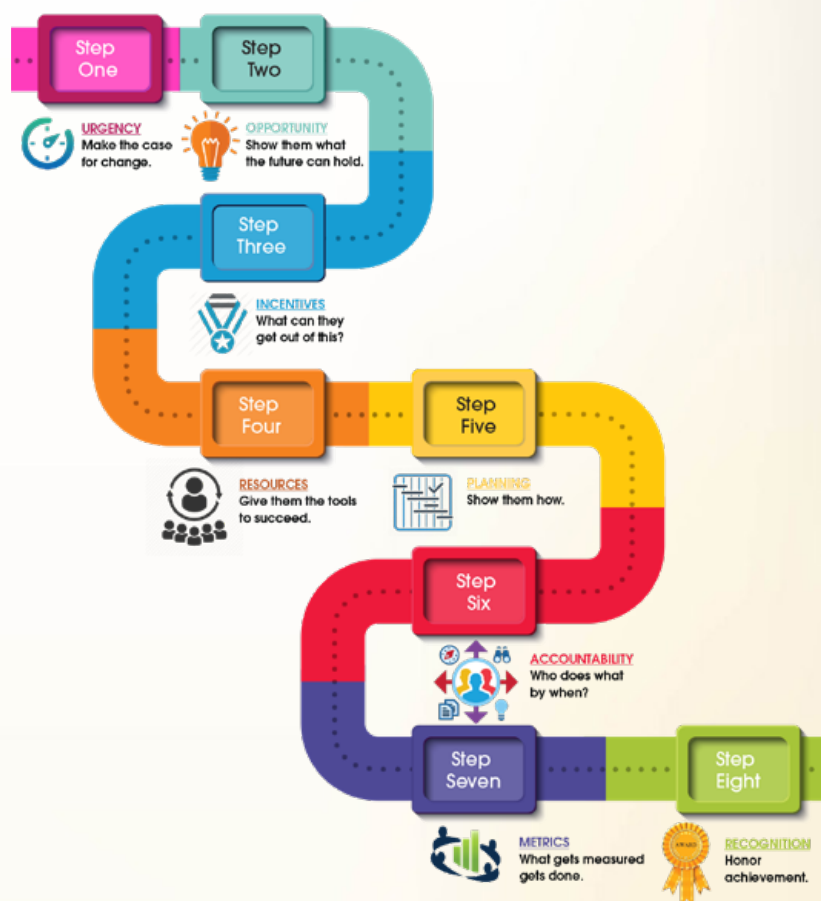 Step
One
Step
Two
URGENCY
Make the case
for change.
OPPORTUNITY
Show them what
the future can hold.
Step
Three
INCENTIVES
What can they
get out of this?
Step
Four
Step
Five
RESOURCES
Give them the tools
to succeed.
PLANNING
Show them how.
Step
Six
ACCOUNTABILITY
Who does what
by when?
Step
Seven
Step
Eight
METRICS
What gets measured
gets done.
AWARD
RECOGNITION
Honor
achievement.